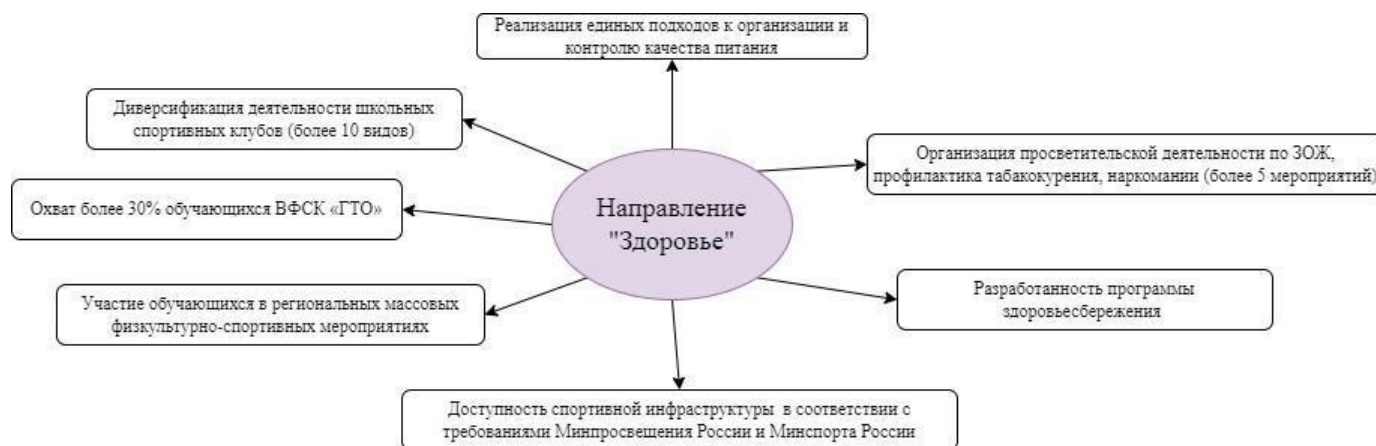 Реализация единых подходов к организации и
контролю качества питания
Диверсификация деятельности школьных
спортивных клубов (более 10 видов)
Организация просветительской деятельности по ЗОЖ,
профилактика табакокурения, наркомании (более 5 мероприятий)
Охват более 30% обучающихся ВФСК «ГТО»
Направление
"Здоровье"
Участие обучающихся в региональных массовых
физкультурно-спортивных мероприятиях
Разработанность программы
здоровьесбережения
Доступность спортивной инфраструктуры в соответствии с
требованиями Минпросвещения России и Минспорта России